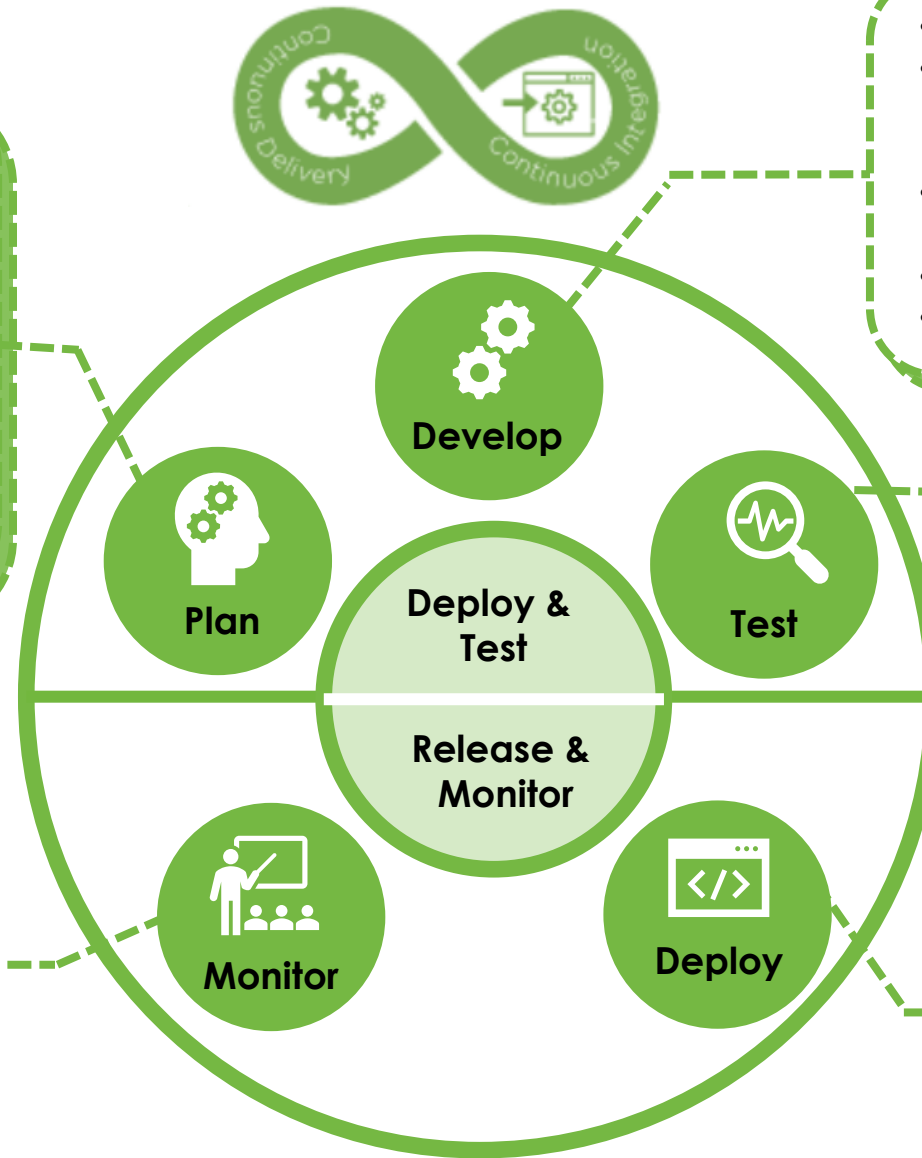 Continuous Delivery
Continuous Integration
Develop
Plan
Test
Deploy &
Test
Release &
Monitor
Monitor
Deploy